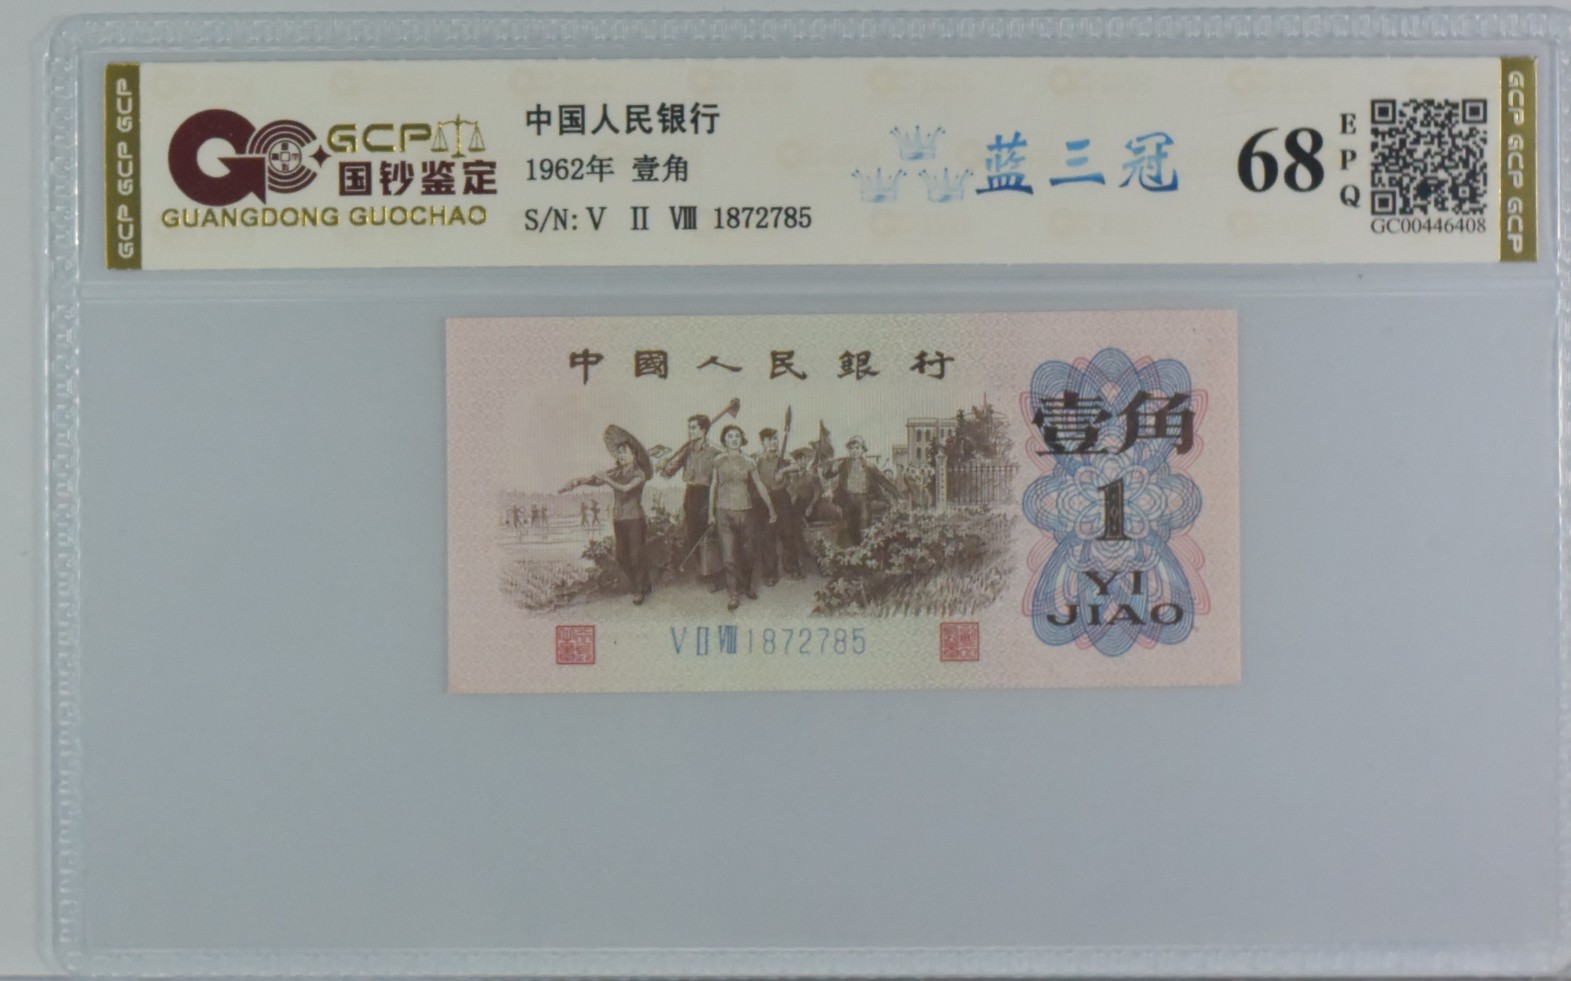 GCP GCP GCP
GCP
国钞鉴定
GUANGDONG GUOCHAO
中国人民银行
1962年 壹角
S/N: V Ⅱ Ⅷ 1872785
蓝三冠
68
EPQ
GC00446408
GCP GCP GCP
中國人民銀行
壹角
1
YI
JIAO
V Ⅱ Ⅷ 1872785